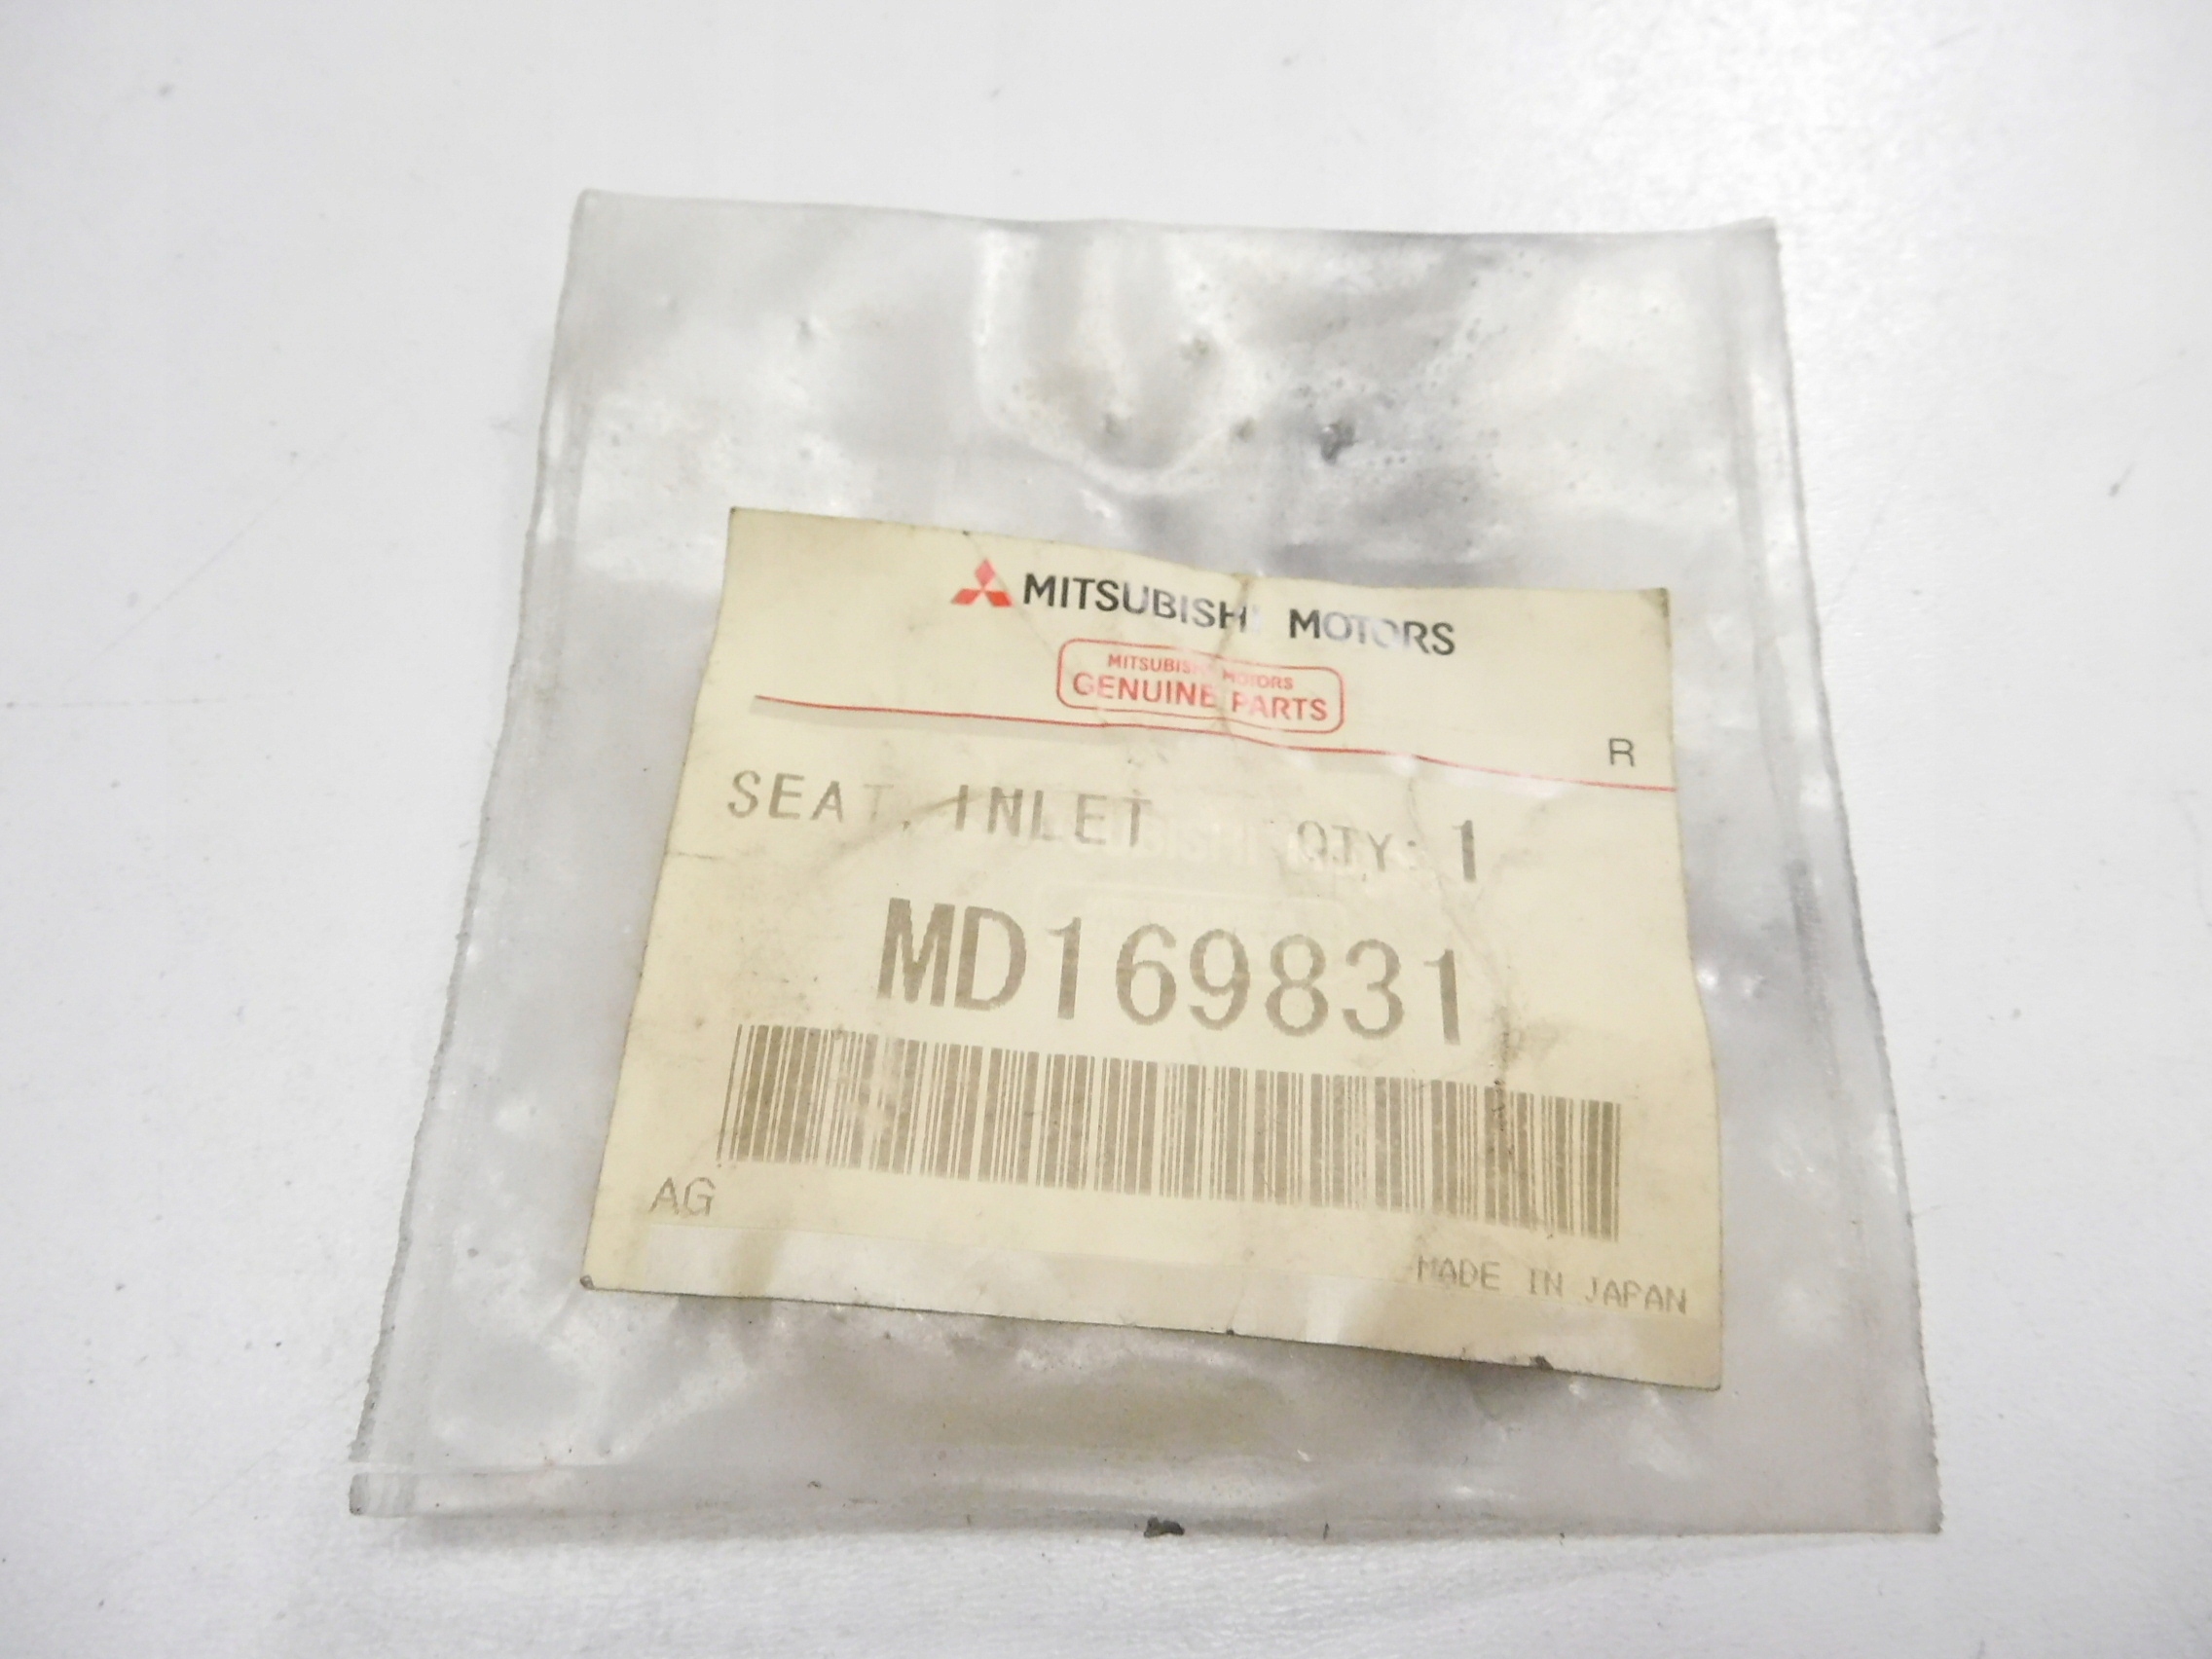 MITSUBISHI MOTORS
MITSUBISHI MOTORS
GENUINE PARTS
R
SEAT, INLET QTY: 1
MD169831
AG
MADE IN JAPAN